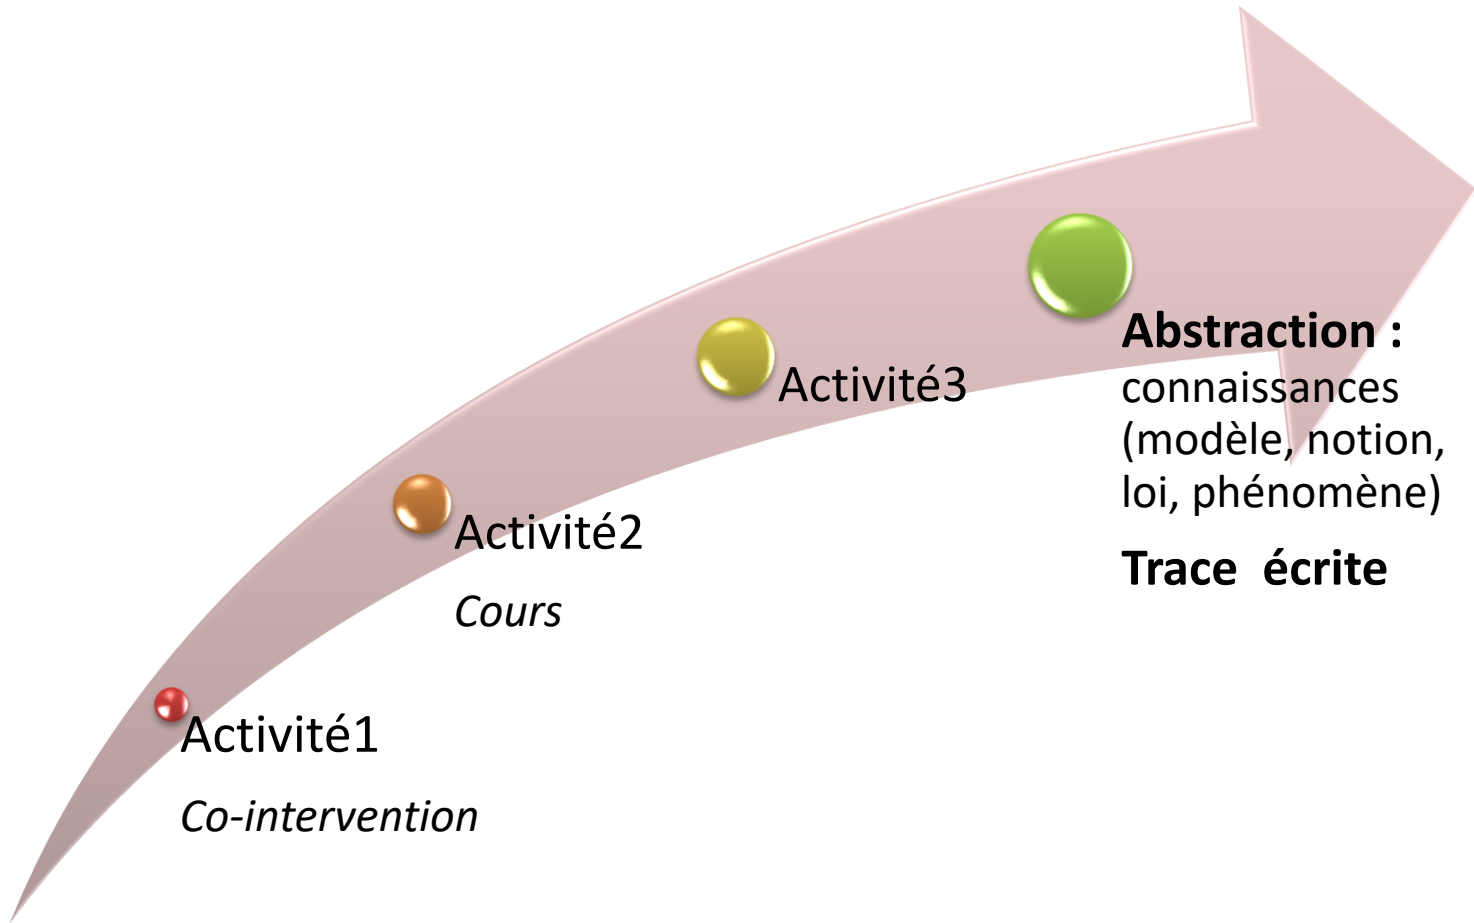 Activité1
Co-intervention
Activité2
Cours
Activité3
Abstraction :
connaissances
(modèle, notion,
loi, phénomène)
Trace  écrite